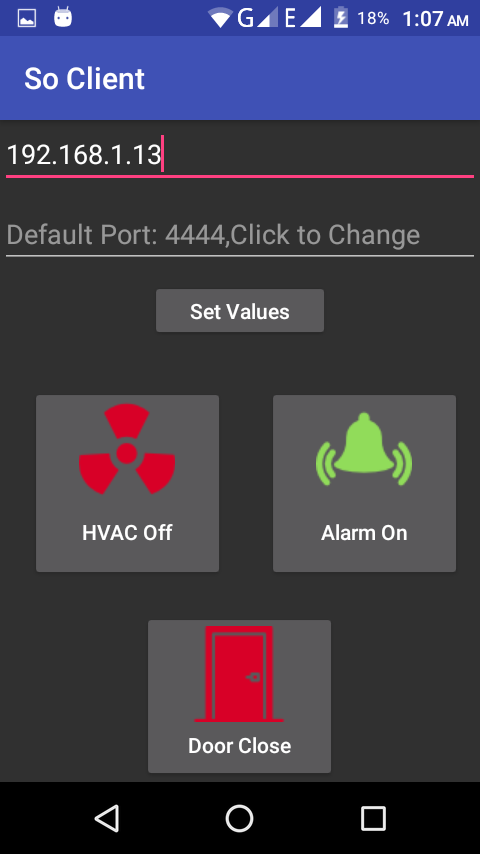 G E 18% 1:07 AM
So Client
192.168.1.13
Default Port: 4444,Click to Change
Set Values
HVAC Off Alarm On
Door Close